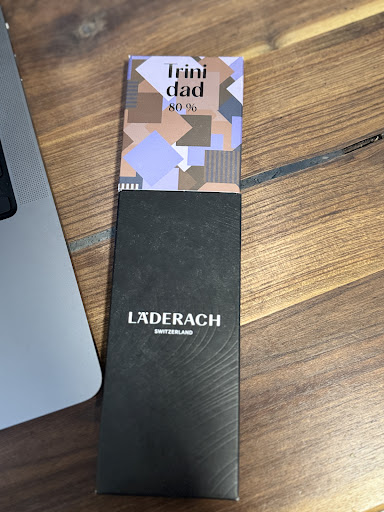 Trini
dad
80 %
LÄDERACH
SWITZERLAND